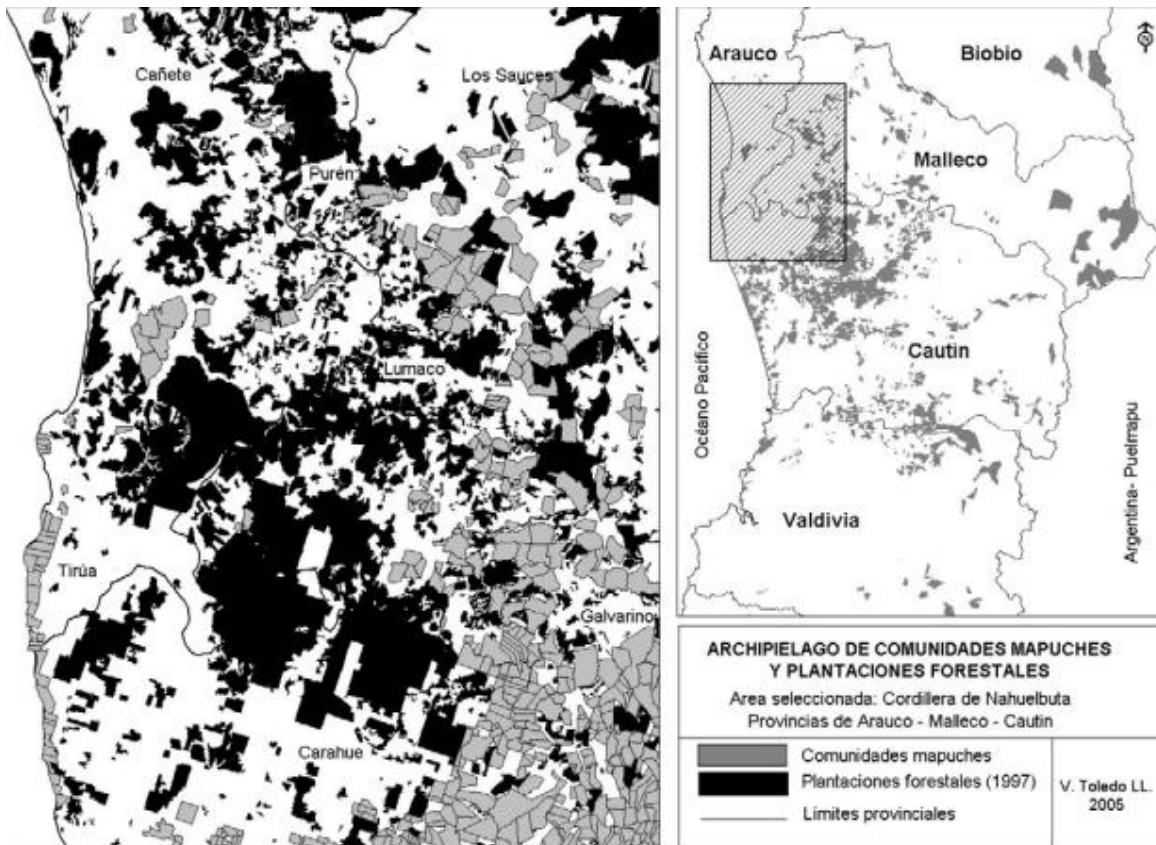 Cañete
Los Sauces
Purén
Lumaco
Tirúa
Galvarino
Carahue
Arauco
Biobio
N
Malleco
Cautin
Valdivia
Océano Pacífico
Argentina- Puelmapu
ARCHIPIELAGO DE COMUNIDADES MAPUCHES
Y PLANTACIONES FORESTALES
Area seleccionada: Cordillera de Nahuelbuta
Provincias de Arauco - Malleco - Cautin
Comunidades mapuches
Plantaciones forestales (1997)
Límites provinciales
V. Toledo LL.
2005